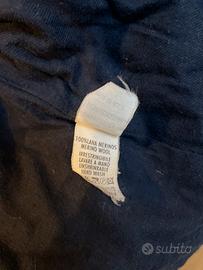 100%LANA MERINOS
MERINO WOOL
IRRESTRINGIBILE
LAVARE A MANO
UNSHRINKABLE
HAND WASH
subito